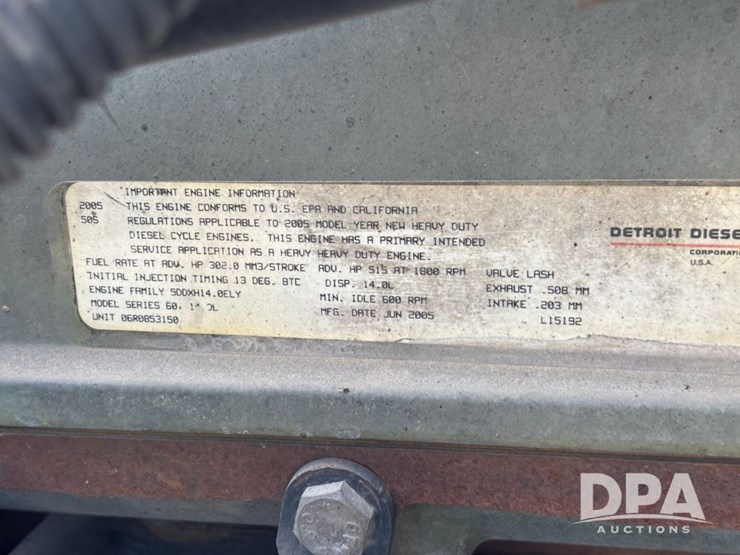 IMPORTANT ENGINE INFORMATION
2005 THIS ENGINE CONFORMS TO U.S. EPA AND CALIFORNIA
505 REGULATIONS APPLICABLE TO 2005 MODEL YEAR NEW HEAVY DUTY
DIESEL CYCLE ENGINES. THIS ENGINE HAS A PRIMARY INTENDED
SERVICE APPLICATION AS A HEAVY HEAVY DUTY ENGINE.
FUEL RATE AT ADV. HP 302.0 MM3/STROKE ADV. HP 515 AT 1800 RPM VALVE LASH
INITIAL INJECTION TIMING 13 DEG. BTC DISP. 14.0L EXHAUST .508 MM
ENGINE FAMILY 5DDXH14.0ELY MIN. IDLE 600 RPM INTAKE .203 MM
MODEL SERIES 60, MFG. DATE JUN 2005 L15192
UNIT 06R0853150
DETROIT DIESE
CORPORAT
U.S.A.
DPA
AUCTIONS